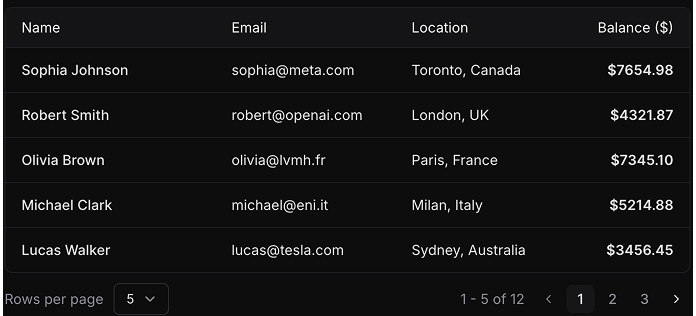 Name Email Location Balance ($)
Sophia Johnson sophia@meta.com Toronto, Canada $7654.98
Robert Smith robert@openai.com London, UK $4321.87
Olivia Brown olivia@lvmh.fr Paris, France $7345.10
Michael Clark michael@eni.it Milan, Italy $5214.88
Lucas Walker lucas@tesla.com Sydney, Australia $3456.45
Rows per page 5 1 - 5 of 12 1 2 3